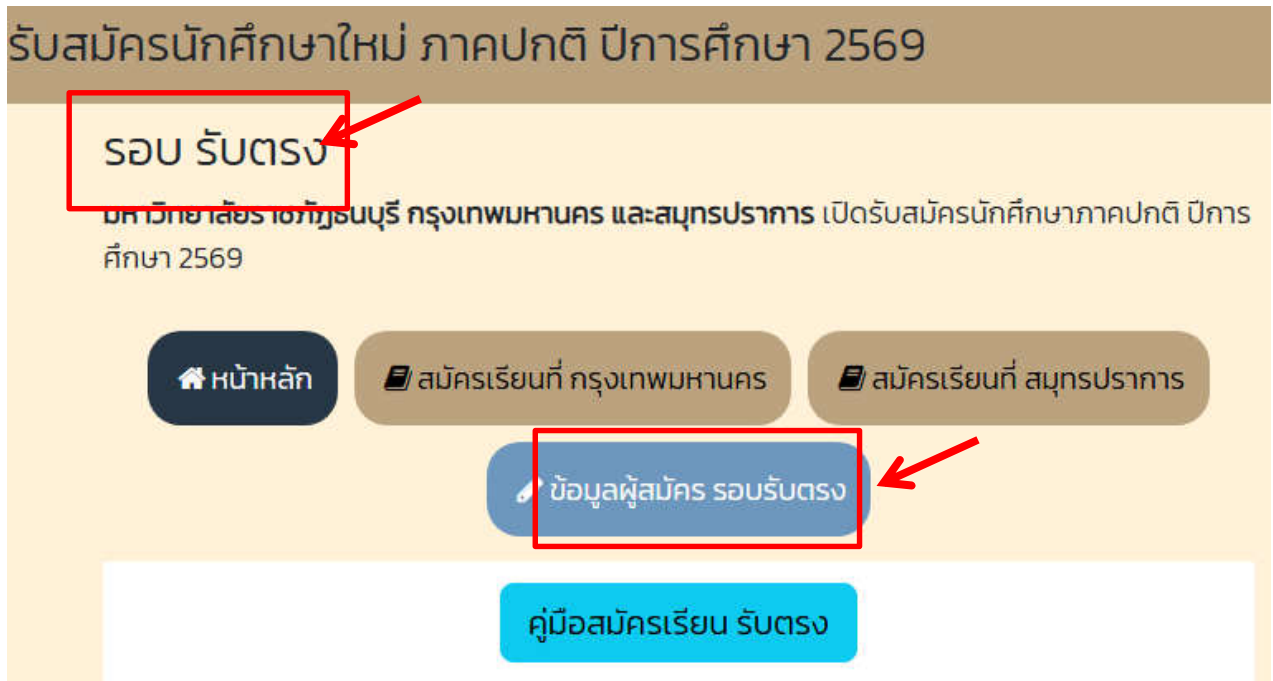 รับสมัครนักศึกษาใหม่ ภาคปกติ ปีการศึกษา 2569
รอบ รับตรง
มหาวิทยาลัยราชภัฏธนบุรี กรุงเทพมหานคร และสมุทรปราการ เปิดรับสมัครนักศึกษาภาคปกติ ปีการ
ศึกษา 2569
หน้าหลัก
สมัครเรียนที่ กรุงเทพมหานคร
สมัครเรียนที่ สมุทรปราการ
ข้อมูลผู้สมัคร รอบรับตรง
คู่มือสมัครเรียน รับตรง